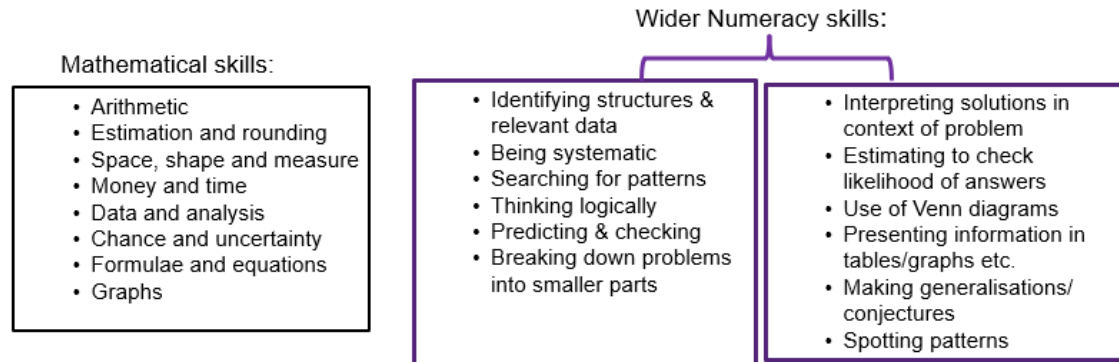 Wider Numeracy skills:
Mathematical skills:
• Arithmetic
• Estimation and rounding
• Space, shape and measure
• Money and time
• Data and analysis
• Chance and uncertainty
• Formulae and equations
• Graphs
• Identifying structures &
relevant data
• Being systematic
• Searching for patterns
• Thinking logically
• Predicting & checking
• Breaking down problems
into smaller parts
• Interpreting solutions in
context of problem
• Estimating to check
likelihood of answers
• Use of Venn diagrams
• Presenting information in
tables/graphs etc.
• Making generalisations/
conjectures
• Spotting patterns